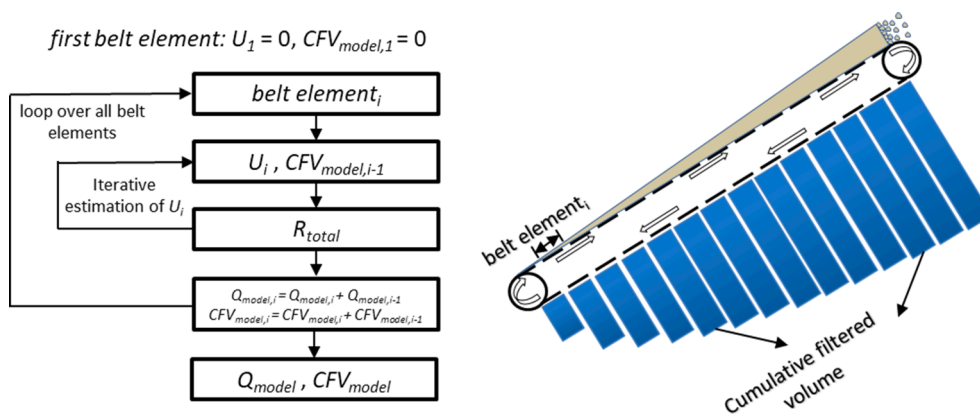 first belt element: U₁ = 0, CFVmodel,1 = 0
belt elementᵢ
loop over all belt
elements
Uᵢ , CFVmodel,i-1
Iterative
estimation of Uᵢ
Rtotal
Qmodel,i = Qmodel,i + Qmodel,i-1
CFVmodel,i = CFVmodel,i + CFVmodel,i-1
Qmodel , CFVmodel
belt elementᵢ
Cumulative filtered
volume